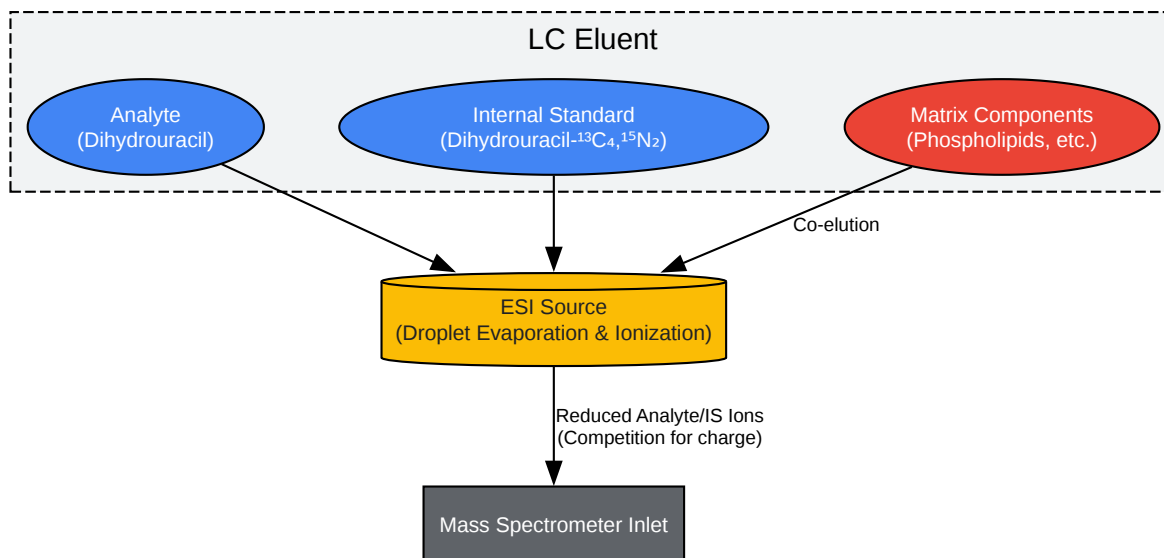 LC Eluent
Analyte
(Dihydrouracil)
Internal Standard
(Dihydrouracil-¹³C₄,¹⁵N₂)
Matrix Components
(Phospholipids, etc.)
Co-elution
ESI Source
(Droplet Evaporation & Ionization)
Reduced Analyte/IS Ions
(Competition for charge)
Mass Spectrometer Inlet